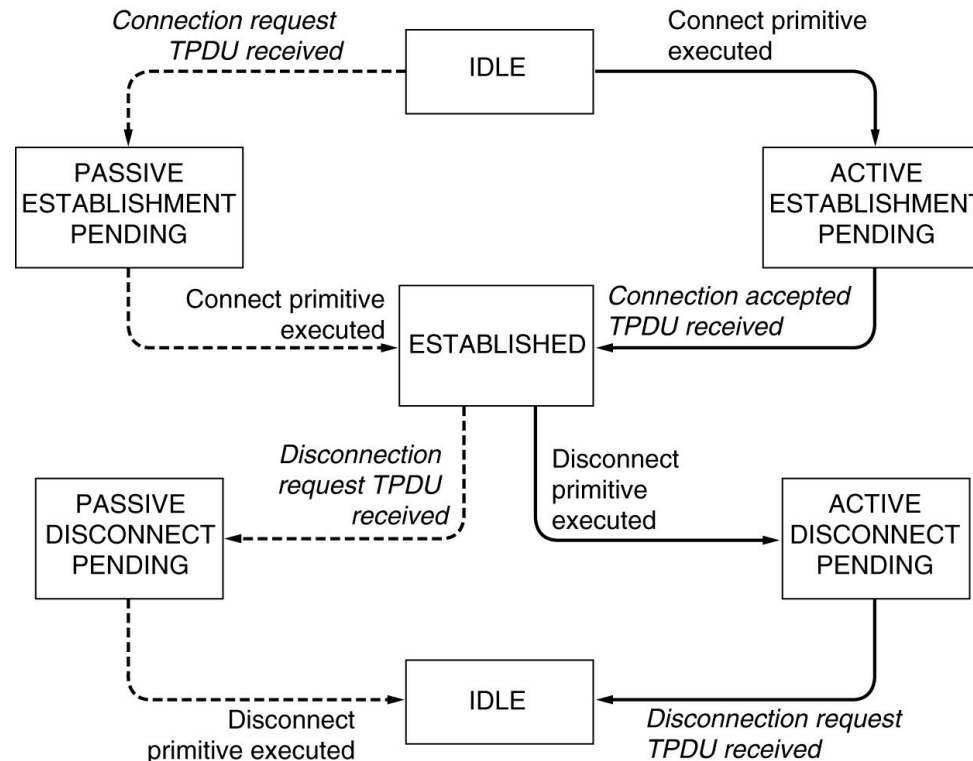 Connection request
TPDU received
IDLE
Connect primitive
executed
PASSIVE
ESTABLISHMENT
PENDING
ACTIVE
ESTABLISHMENT
PENDING
Connect primitive
executed
ESTABLISHED
Connection accepted
TPDU received
Disconnection
request TPDU
received
Disconnect
primitive
executed
PASSIVE
DISCONNECT
PENDING
ACTIVE
DISCONNECT
PENDING
Disconnect
primitive executed
IDLE
Disconnection request
TPDU received